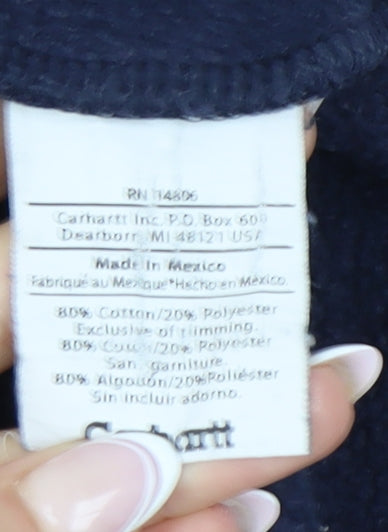 RN 14806
Carhartt Inc. P.O. Box 600
Dearborn, MI 48121 USA
Made In Mexico
Fabriqué au Mexique*Hecho en México
80% Cotton/20% Polyester
Exclusive of trimming.
80% Coton/20% Polyester
Sans garniture.
80% Algodón/20%Poliéster
Sin incluir adorno.
Carhartt